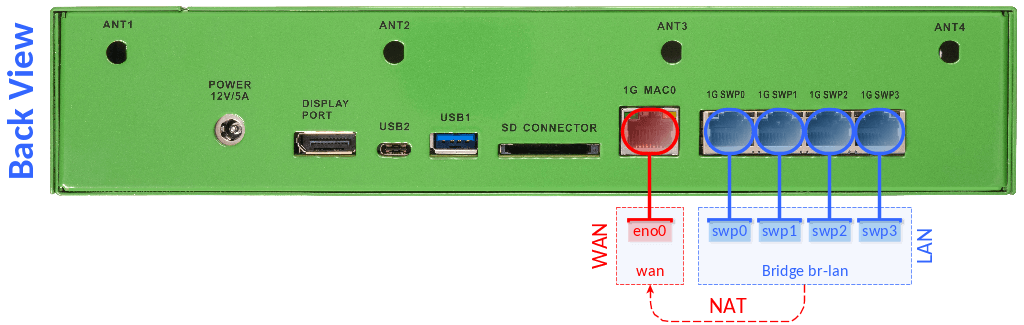 Back View
ANT1
ANT2
ANT3
ANT4
POWER
12V/5A
DISPLAY
PORT
USB2
USB1
SD CONNECTOR
1G MAC0
1G SWP0
1G SWP1
1G SWP2
1G SWP3
WAN
eno0
wan
swp0
swp1
swp2
swp3
Bridge br-lan
LAN
NAT